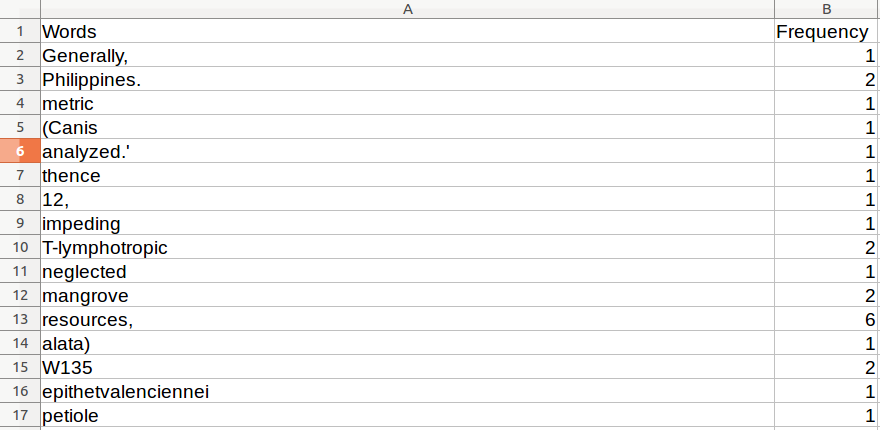 A B
1 Words Frequency
2 Generally, 1
3 Philippines. 2
4 metric 1
5 (Canis 1
6 analyzed.' 1
7 thence 1
8 12, 1
9 impeding 1
10 T-lymphotropic 2
11 neglected 1
12 mangrove 2
13 resources, 6
14 alata) 1
15 W135 2
16 epithetvalenciennei 1
17 petiole 1